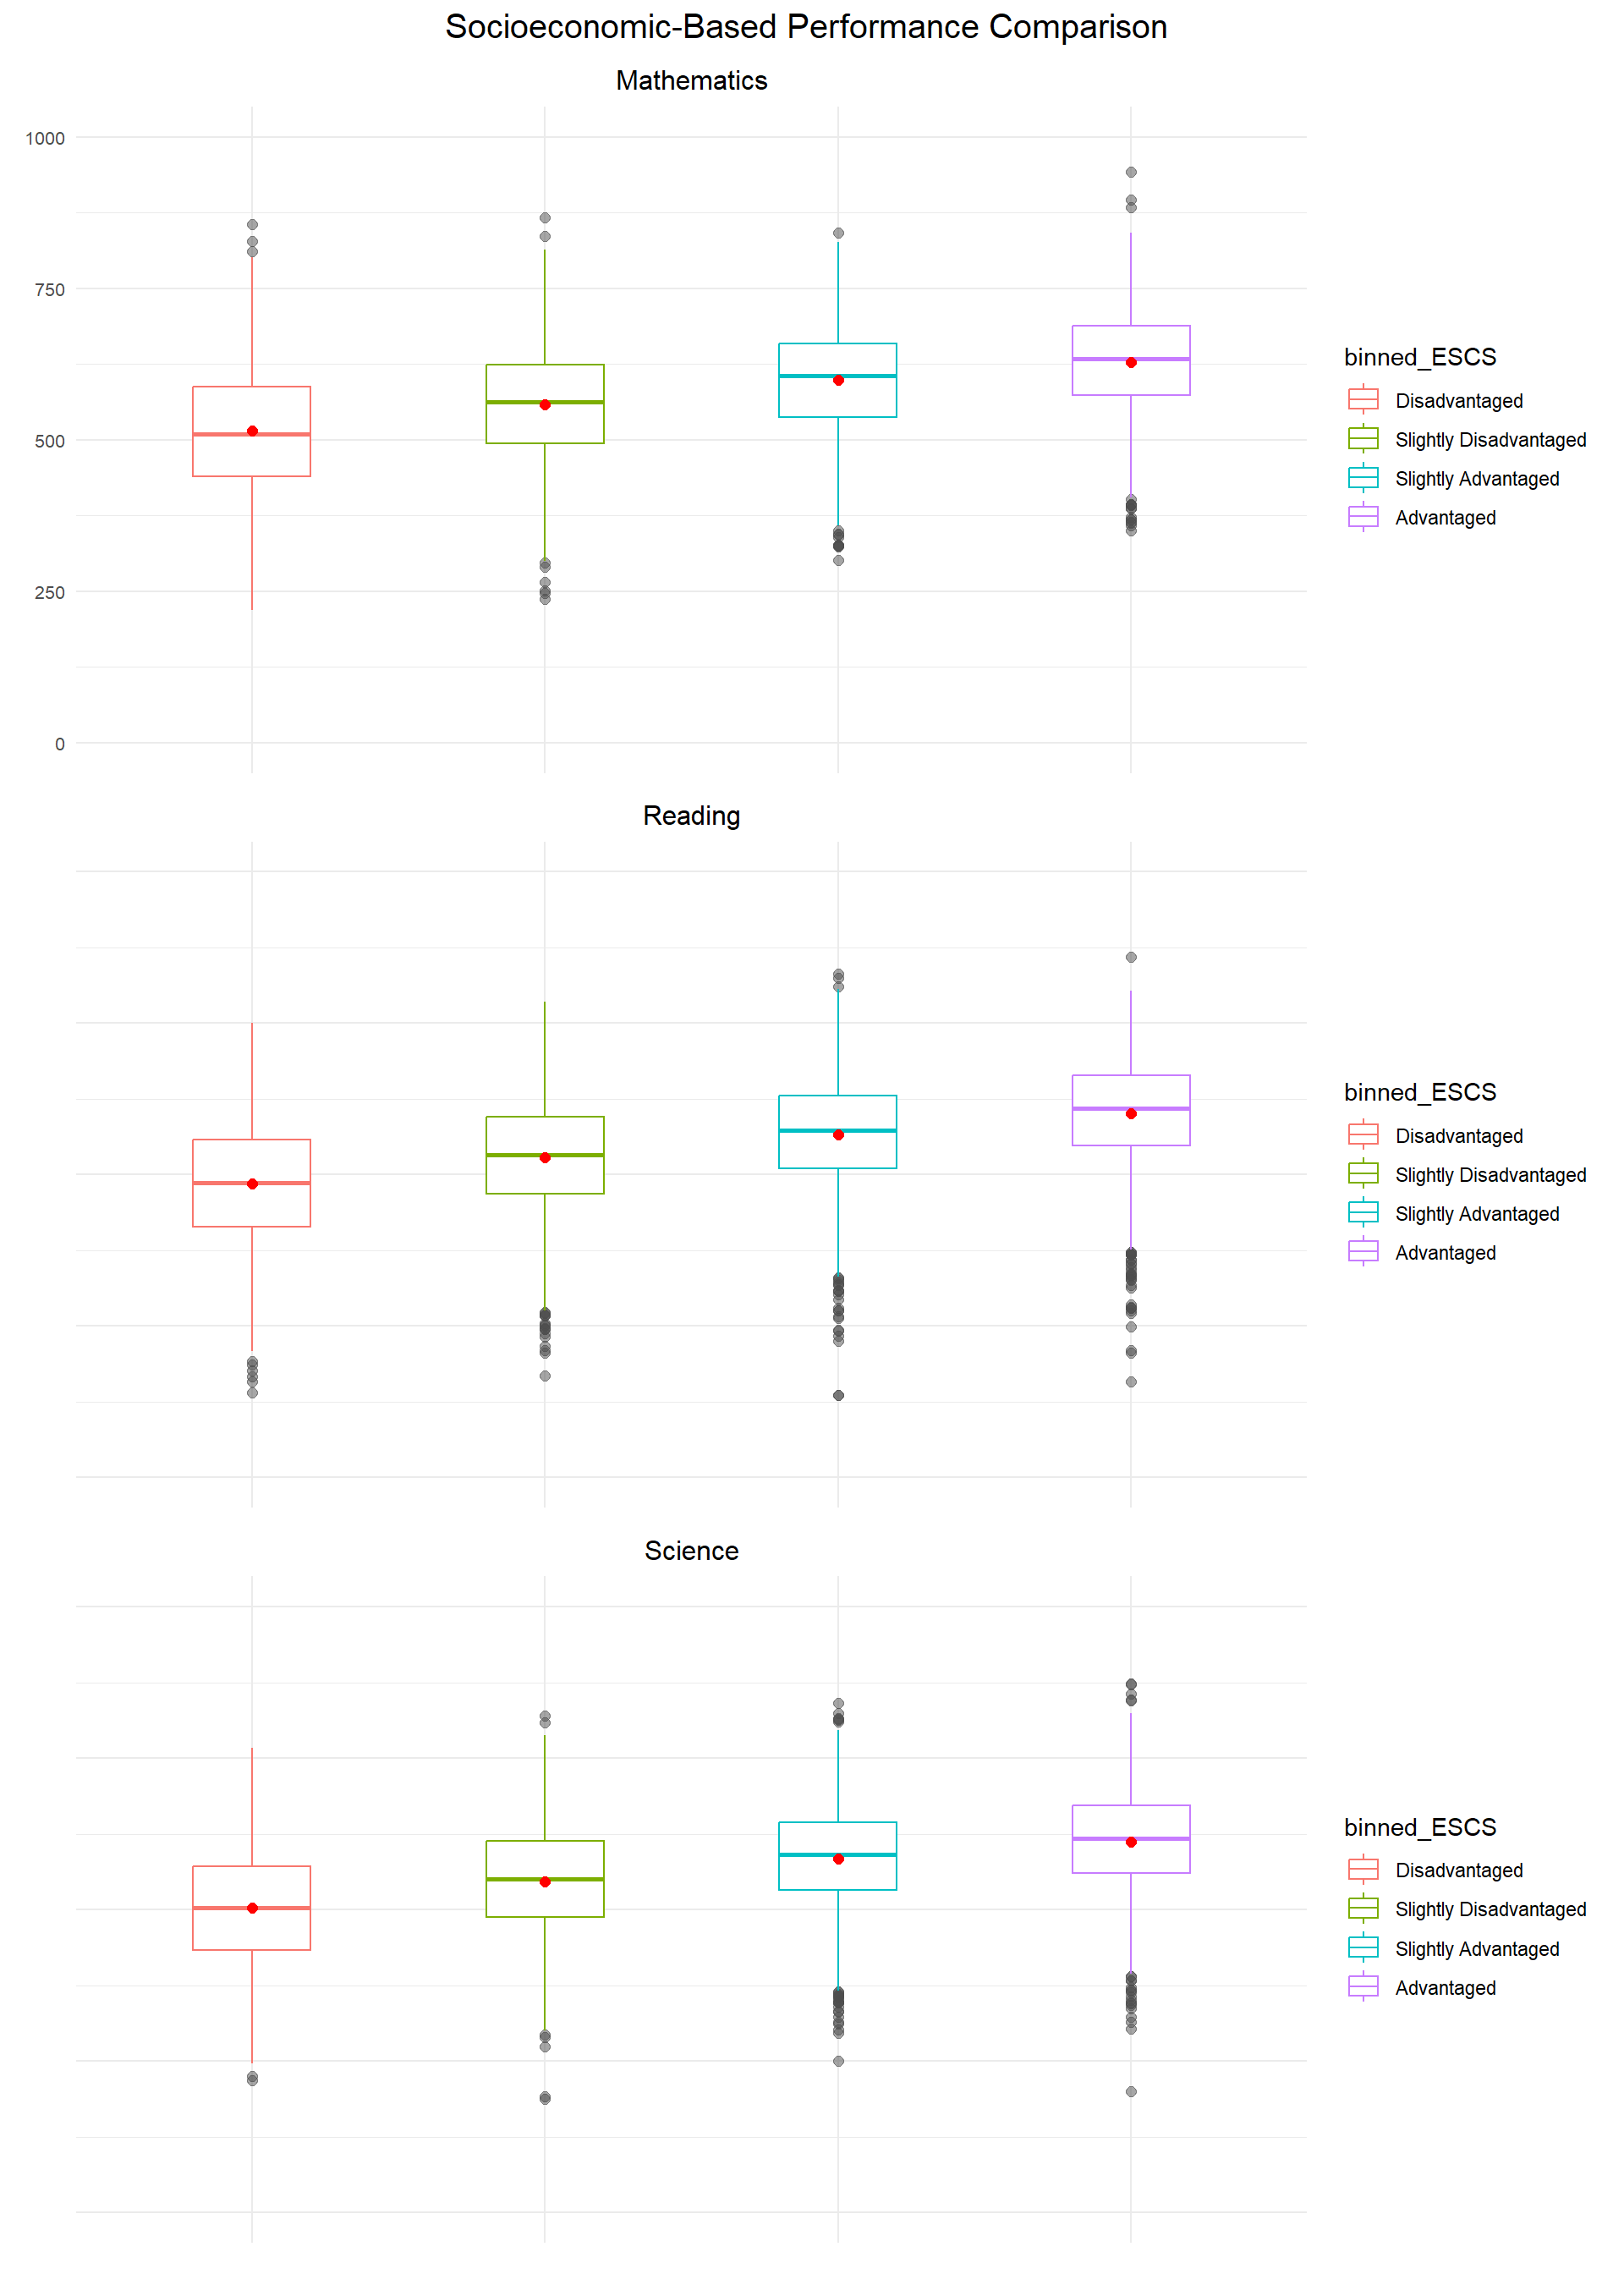 Socioeconomic-Based Performance Comparison
Mathematics
1000
750
500
250
0
binned_ESCS
Disadvantaged
Slightly Disadvantaged
Slightly Advantaged
Advantaged
Reading
binned_ESCS
Disadvantaged
Slightly Disadvantaged
Slightly Advantaged
Advantaged
Science
binned_ESCS
Disadvantaged
Slightly Disadvantaged
Slightly Advantaged
Advantaged